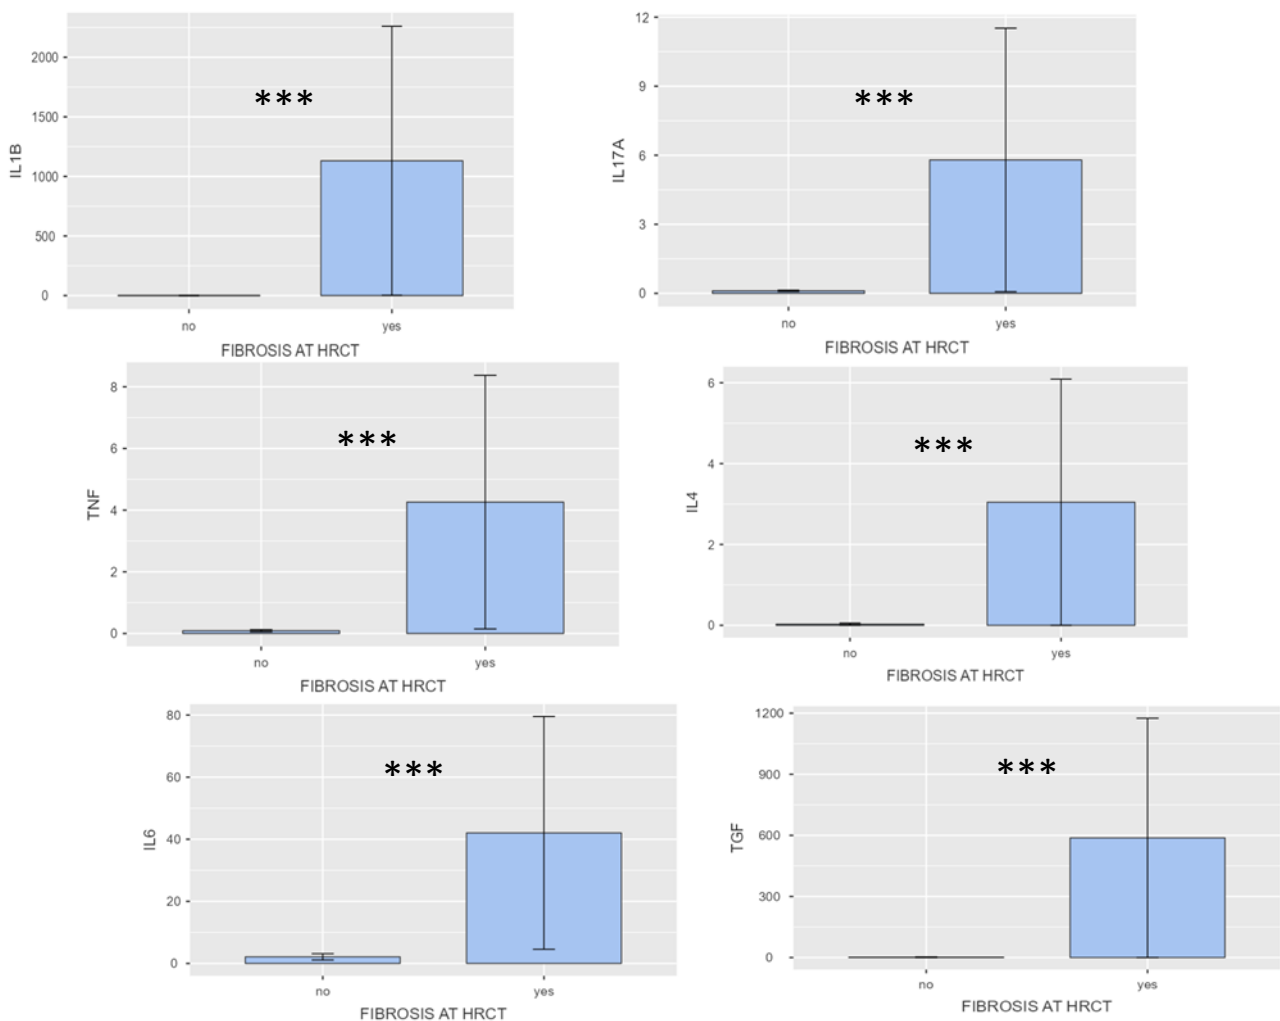 IL1B
2000
1500
1000
500
0
***
no yes
FIBROSIS AT HRCT
IL17A
12
9
6
3
0
***
no yes
FIBROSIS AT HRCT
TNF
8
6
4
2
0
***
no yes
FIBROSIS AT HRCT
IL4
6
4
2
0
***
no yes
FIBROSIS AT HRCT
IL6
80
60
40
20
0
***
no yes
FIBROSIS AT HRCT
TGF
1200
900
600
300
0
***
no yes
FIBROSIS AT HRCT